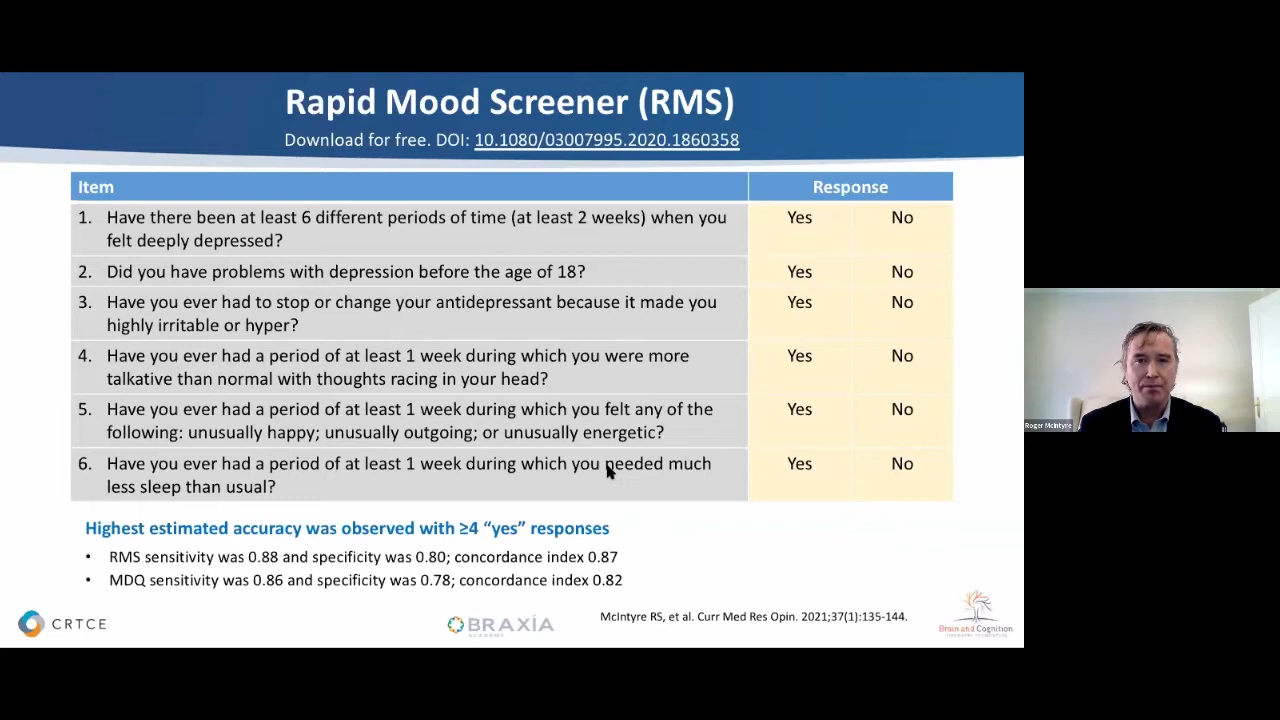 Rapid Mood Screener (RMS)
Download for free. DOI: 10.1080/03007995.2020.1860358
Item Response
1. Have there been at least 6 different periods of time (at least 2 weeks) when you Yes No
felt deeply depressed?
2. Did you have problems with depression before the age of 18? Yes No
3. Have you ever had to stop or change your antidepressant because it made you Yes No
highly irritable or hyper?
4. Have you ever had a period of at least 1 week during which you were more Yes No
talkative than normal with thoughts racing in your head?
5. Have you ever had a period of at least 1 week during which you felt any of the Yes No
following: unusually happy; unusually outgoing; or unusually energetic?
6. Have you ever had a period of at least 1 week during which you needed much Yes No
less sleep than usual?
Highest estimated accuracy was observed with ≥4 “yes” responses
• RMS sensitivity was 0.88 and specificity was 0.80; concordance index 0.87
• MDQ sensitivity was 0.86 and specificity was 0.78; concordance index 0.82
McIntyre RS, et al. Curr Med Res Opin. 2021;37(1):135-144.
CRTCE
BRAXIA
ACADEMY
Brain and Cognition
Roger McIntyre